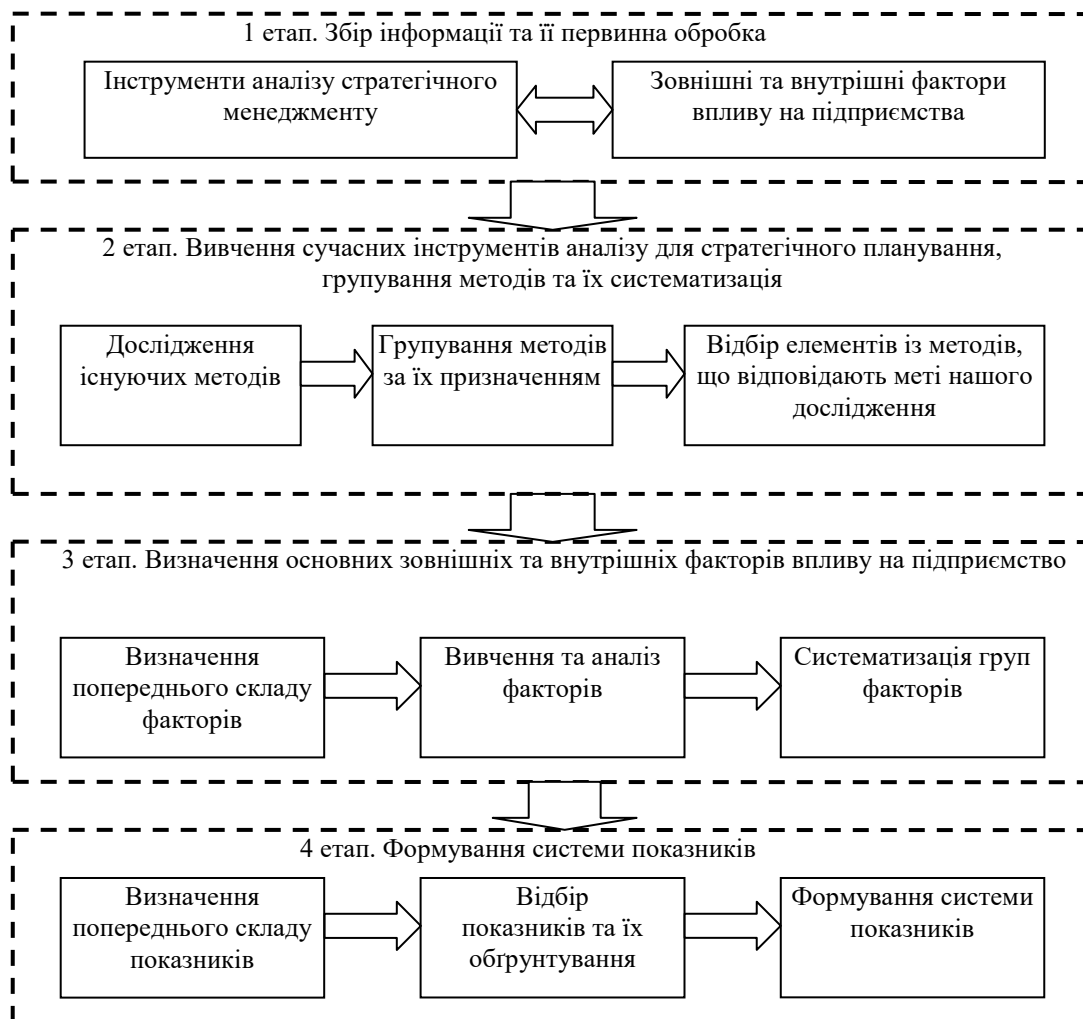 1 етап. Збір інформації та її первинна обробка
Інструменти аналізу стратегічного
менеджменту
Зовнішні та внутрішні фактори
впливу на підприємства
2 етап. Вивчення сучасних інструментів аналізу для стратегічного планування,
групування методів та їх систематизація
Дослідження
існуючих методів
Групування методів
за їх призначенням
Відбір елементів із методів,
що відповідають меті нашого
дослідження
3 етап. Визначення основних зовнішніх та внутрішніх факторів впливу на підприємство
Визначення
попереднього складу
факторів
Вивчення та аналіз
факторів
Систематизація груп
факторів
4 етап. Формування системи показників
Визначення
попереднього складу
показників
Відбір
показників та їх
обґрунтування
Формування системи
показників